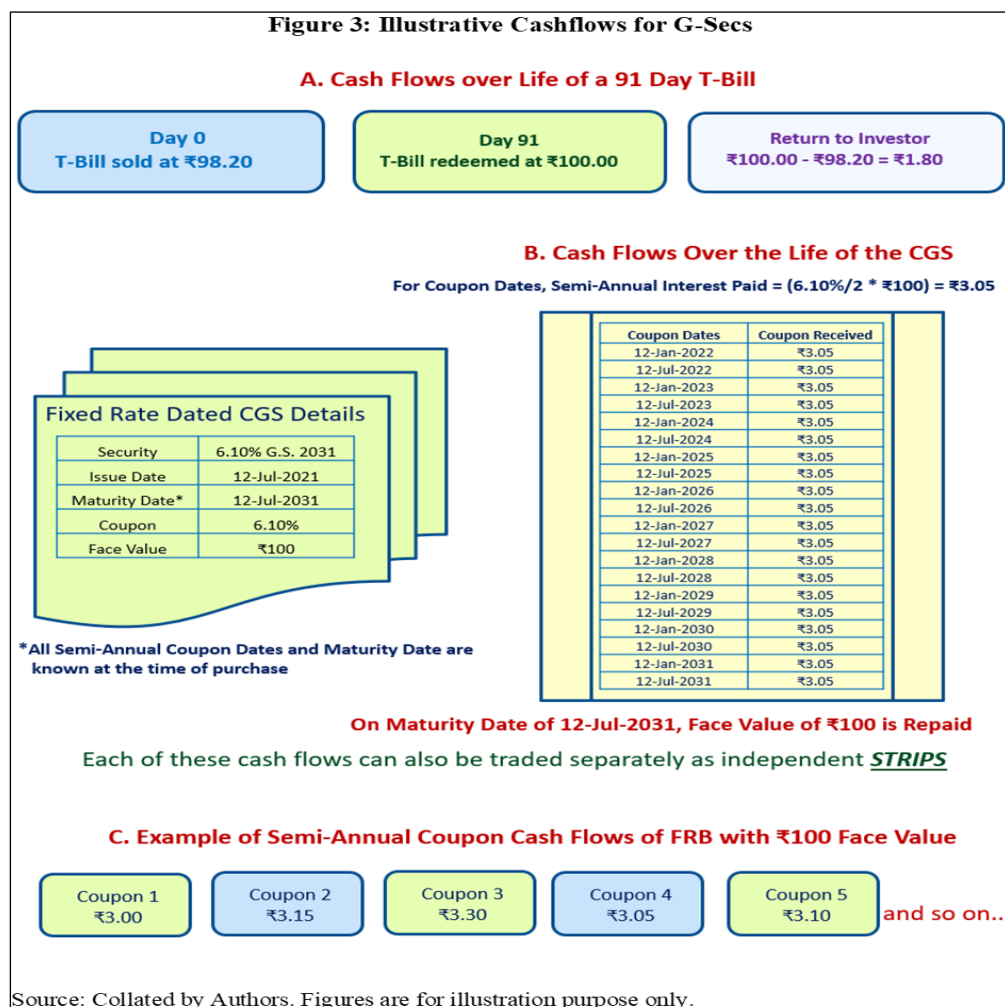 Figure 3: Illustrative Cashflows for G-Secs
A. Cash Flows over Life of a 91 Day T-Bill
Day 0
T-Bill sold at ₹98.20
Day 91
T-Bill redeemed at ₹100.00
Return to Investor
₹100.00 - ₹98.20 = ₹1.80
B. Cash Flows Over the Life of the CGS
For Coupon Dates, Semi-Annual Interest Paid = (6.10%/2 * ₹100) = ₹3.05
Fixed Rate Dated CGS Details
Security 6.10% G.S. 2031
Issue Date 12-Jul-2021
Maturity Date* 12-Jul-2031
Coupon 6.10%
Face Value ₹100
*All Semi-Annual Coupon Dates and Maturity Date are
known at the time of purchase
Coupon Dates Coupon Received
12-Jan-2022 ₹3.05
12-Jul-2022 ₹3.05
12-Jan-2023 ₹3.05
12-Jul-2023 ₹3.05
12-Jan-2024 ₹3.05
12-Jul-2024 ₹3.05
12-Jan-2025 ₹3.05
12-Jul-2025 ₹3.05
12-Jan-2026 ₹3.05
12-Jul-2026 ₹3.05
12-Jan-2027 ₹3.05
12-Jul-2027 ₹3.05
12-Jan-2028 ₹3.05
12-Jul-2028 ₹3.05
12-Jan-2029 ₹3.05
12-Jul-2029 ₹3.05
12-Jan-2030 ₹3.05
12-Jul-2030 ₹3.05
12-Jan-2031 ₹3.05
12-Jul-2031 ₹3.05
On Maturity Date of 12-Jul-2031, Face Value of ₹100 is Repaid
Each of these cash flows can also be traded separately as independent STRIPS
C. Example of Semi-Annual Coupon Cash Flows of FRB with ₹100 Face Value
Coupon 1
₹3.00
Coupon 2
₹3.15
Coupon 3
₹3.30
Coupon 4
₹3.05
Coupon 5
₹3.10
and so on..
Source: Collated by Authors. Figures are for illustration purpose only.